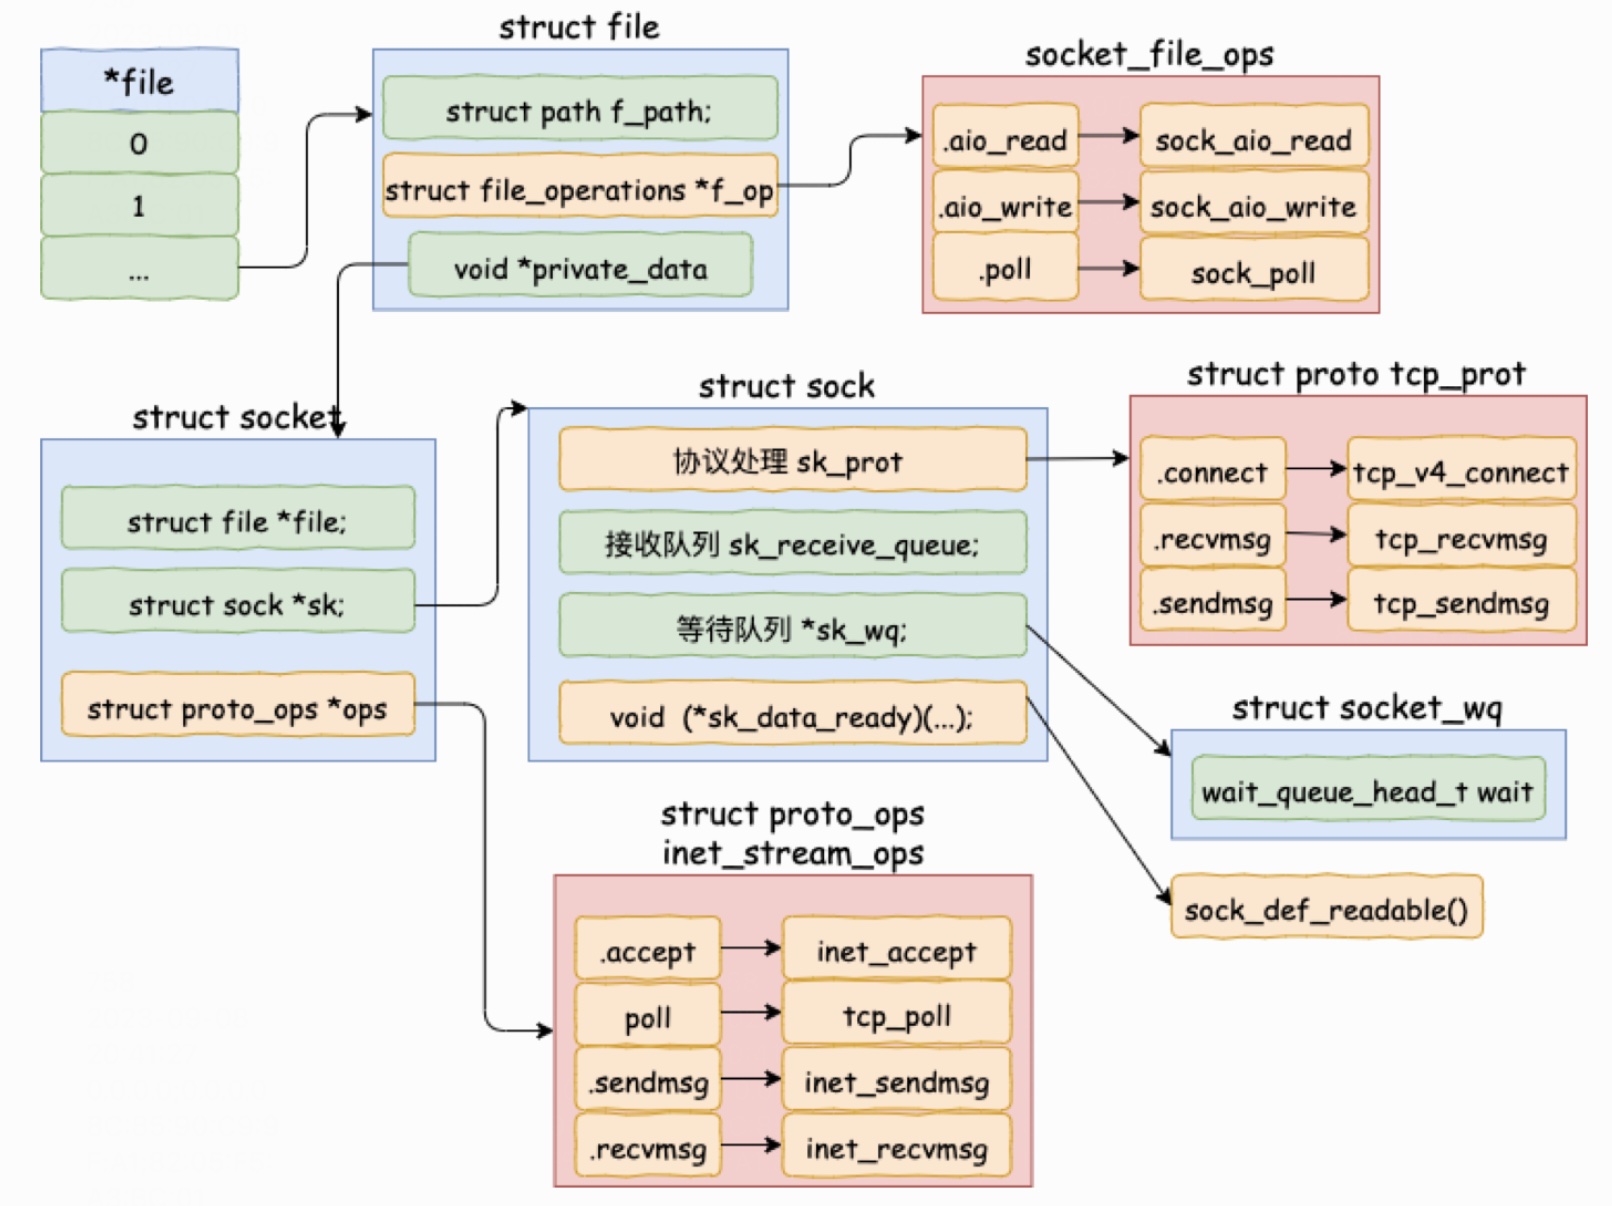 struct file
*file
0
1
...
struct path f_path;
struct file_operations *f_op
void *private_data
socket_file_ops
.aio_read
sock_aio_read
.aio_write
sock_aio_write
.poll
sock_poll
struct socket
struct file *file;
struct sock *sk;
struct proto_ops *ops
struct sock
协议处理 sk_prot
接收队列 sk_receive_queue;
等待队列 *sk_wq;
void (*sk_data_ready)(...);
struct proto tcp_prot
.connect
tcp_v4_connect
.recvmsg
tcp_recvmsg
.sendmsg
tcp_sendmsg
struct socket_wq
wait_queue_head_t wait
sock_def_readable()
struct proto_ops
inet_stream_ops
.accept
inet_accept
poll
tcp_poll
.sendmsg
inet_sendmsg
.recvmsg
inet_recvmsg